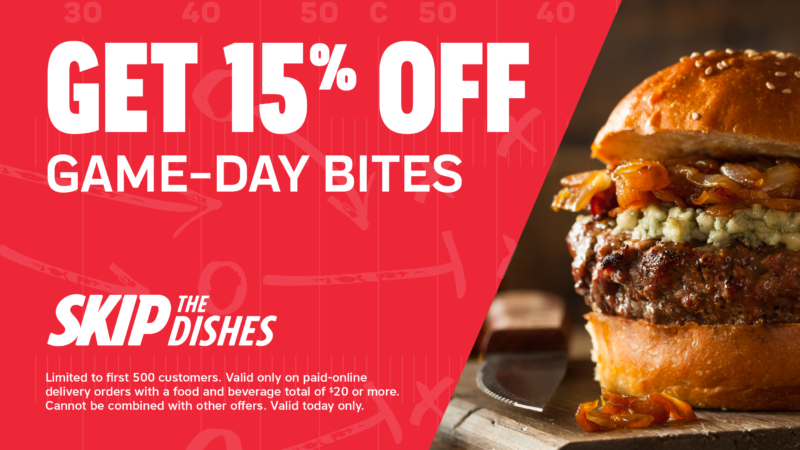 30 40 50 C 50 40
GET 15% OFF
GAME-DAY BITES
SKIP THE DISHES
Limited to first 500 customers. Valid only on paid-online
delivery orders with a food and beverage total of $20 or more.
Cannot be combined with other offers. Valid today only.